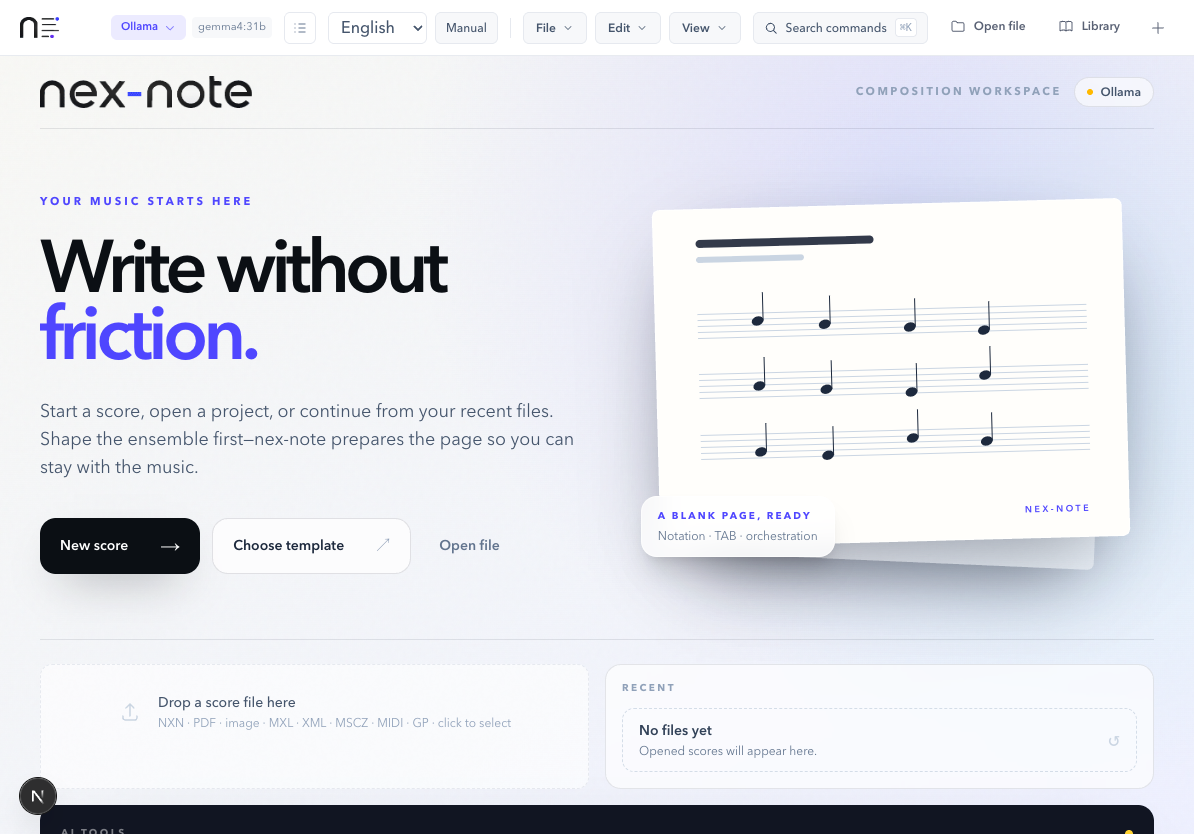 Ollama
gemma4:31b
English
Manual
File
Edit
View
Search commands
⌘K
Open file
Library
nex-note
COMPOSITION WORKSPACE
Ollama
YOUR MUSIC STARTS HERE
Write without
friction.
Start a score, open a project, or continue from your recent files.
Shape the ensemble first—nex-note prepares the page so you can
stay with the music.
New score →
Choose template
Open file
NEX-NOTE
A BLANK PAGE, READY
Notation · TAB · orchestration
Drop a score file here
NXN · PDF · image · MXL · XML · MSCZ · MIDI · GP · click to select
RECENT
No files yet
Opened scores will appear here.
N
AI TOOLS